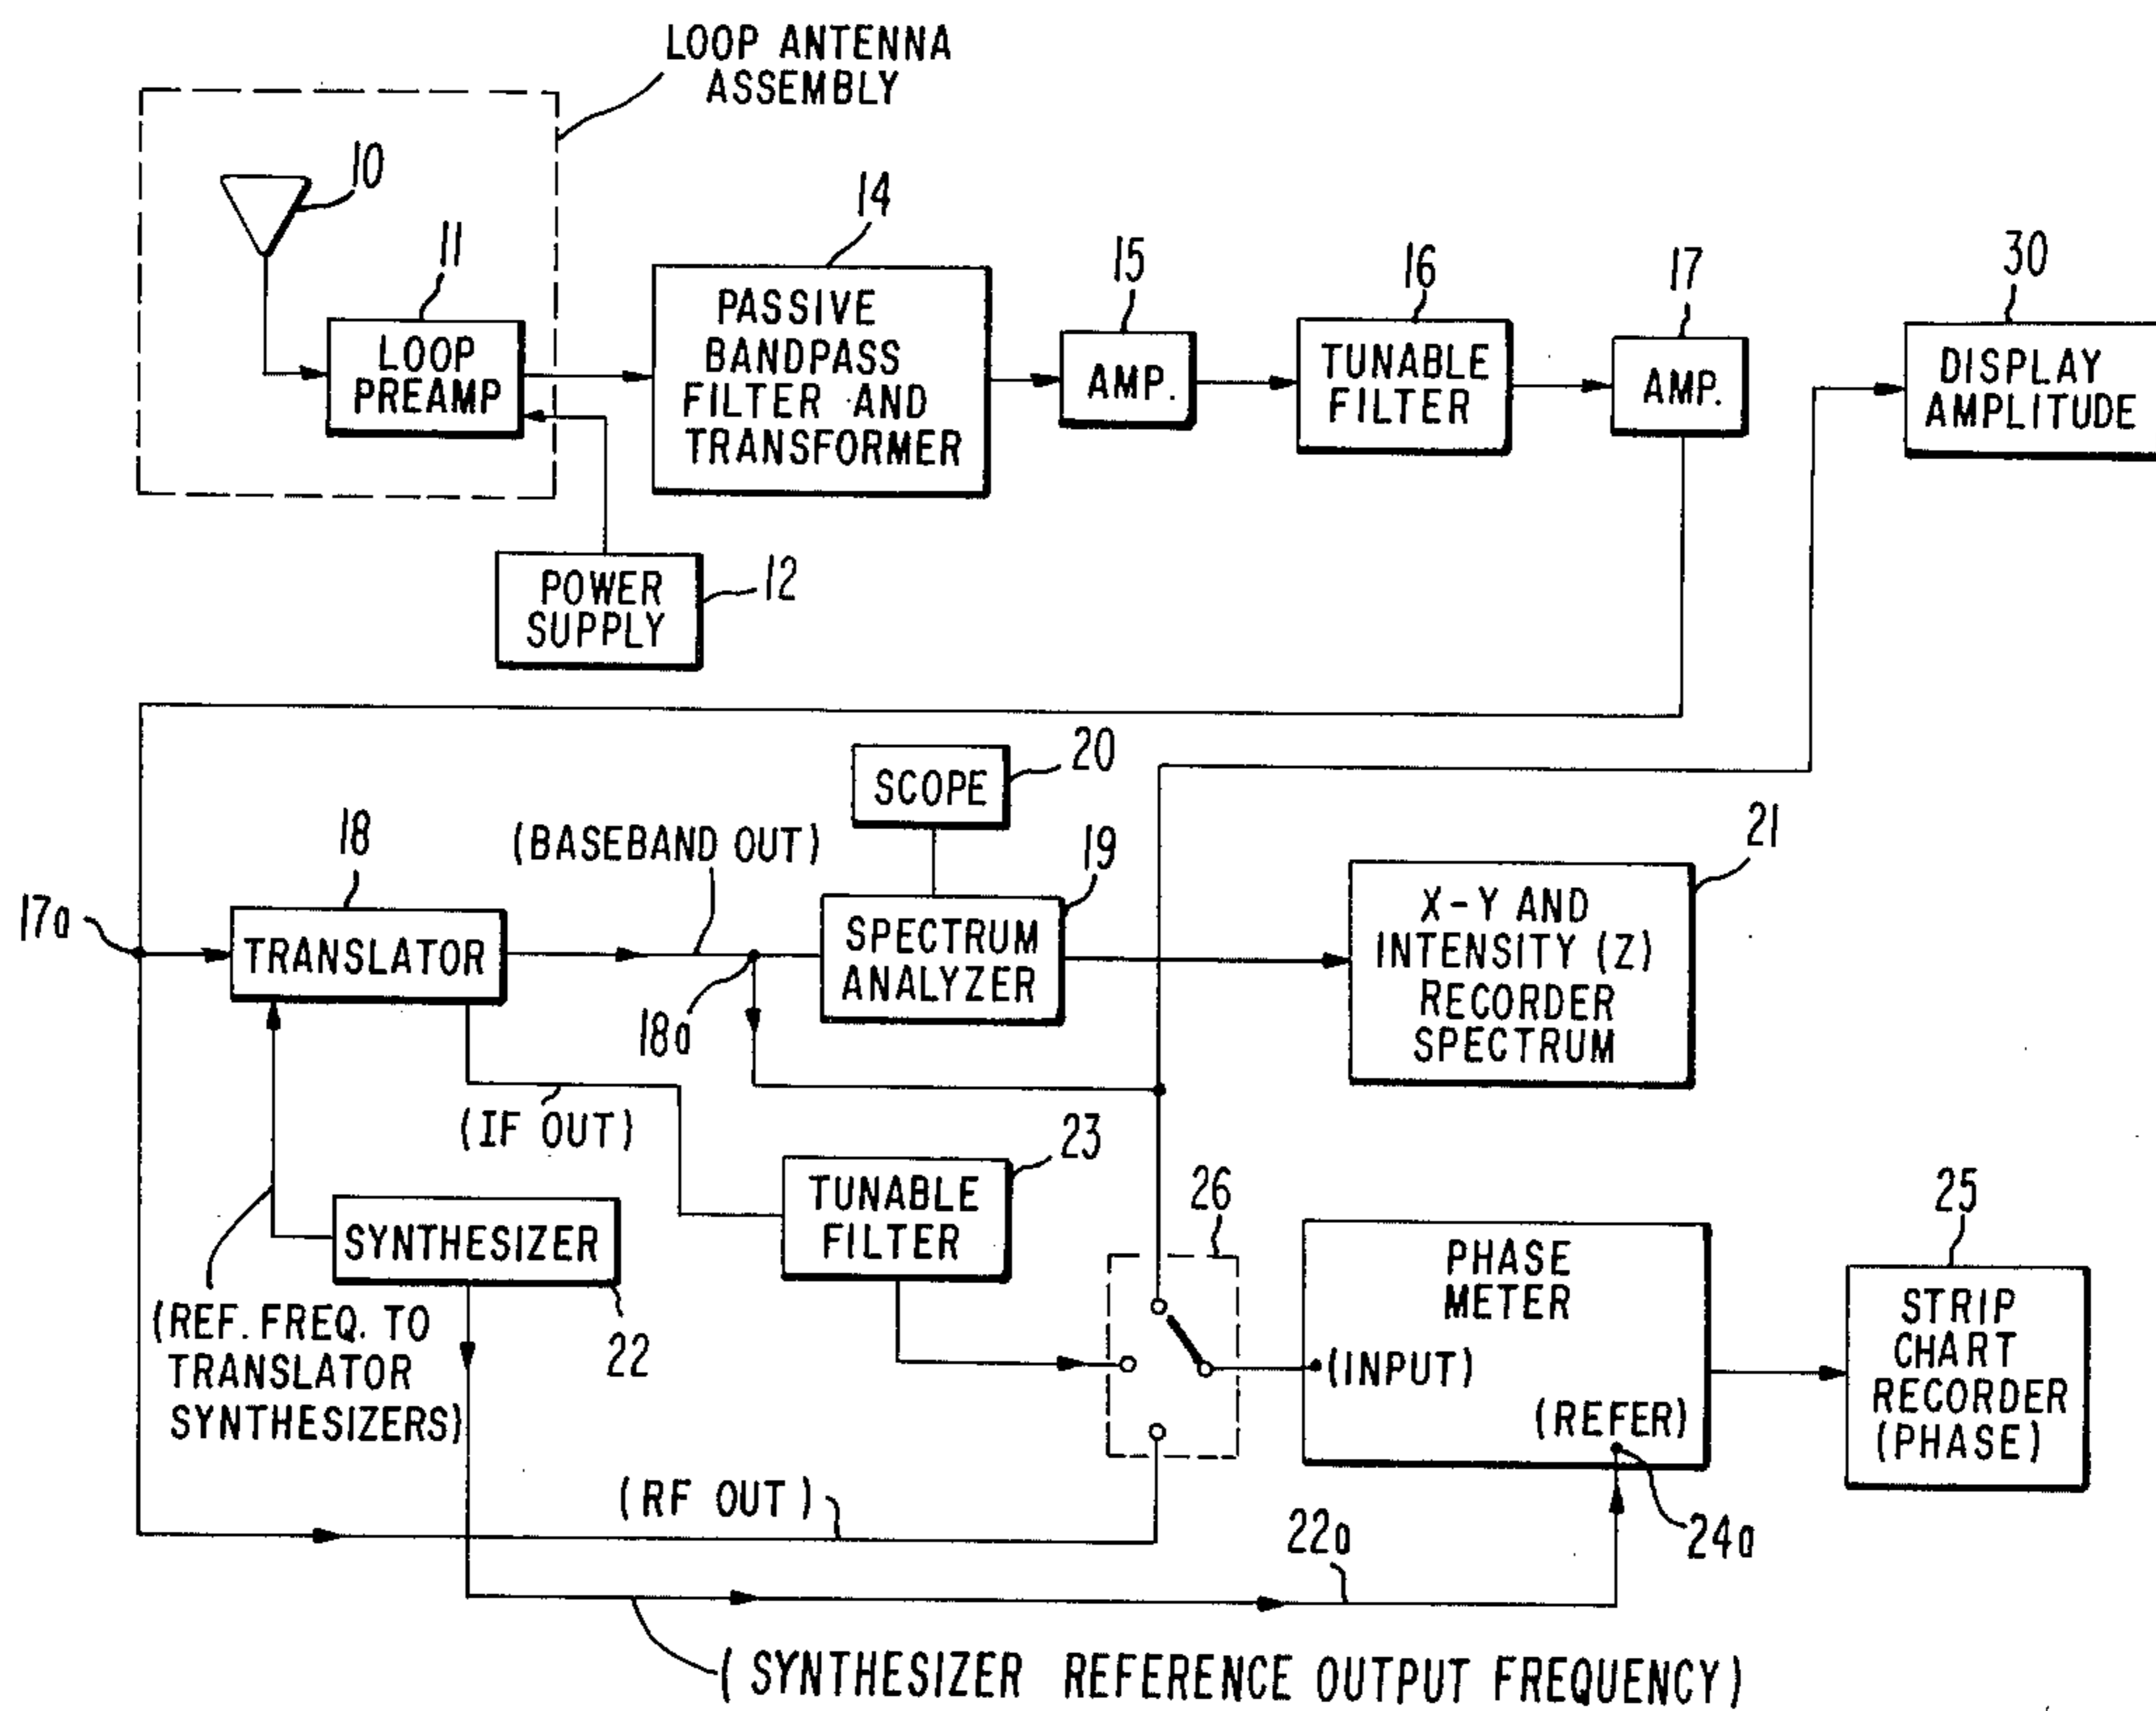 LOOP ANTENNA
ASSEMBLY
10
11
LOOP
PREAMP
14
PASSIVE
BANDPASS
FILTER AND
TRANSFORMER
15
AMP.
16
TUNABLE
FILTER
17
AMP.
30
DISPLAY
AMPLITUDE
POWER
SUPPLY
12
20
SCOPE
(BASEBAND OUT)
18
17a
TRANSLATOR
18a
19
SPECTRUM
ANALYZER
21
X-Y AND
INTENSITY (Z)
RECORDER
SPECTRUM
(IF OUT)
23
TUNABLE
FILTER
SYNTHESIZER
22
(REF. FREQ. TO
TRANSLATOR
SYNTHESIZERS)
26
PHASE
METER
(INPUT)
(REFER)
25
STRIP
CHART
RECORDER
(PHASE)
(RF OUT)
22a
24a
(SYNTHESIZER REFERENCE OUTPUT FREQUENCY)